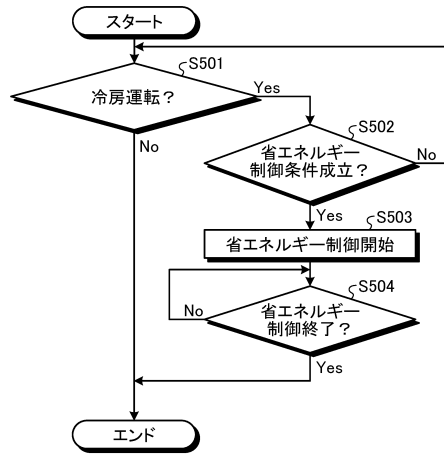 スタート
S501
冷房運転?
Yes
No
S502
省エネルギー
制御条件成立?
No
Yes
S503
省エネルギー制御開始
S504
省エネルギー
制御終了?
No
Yes
エンド